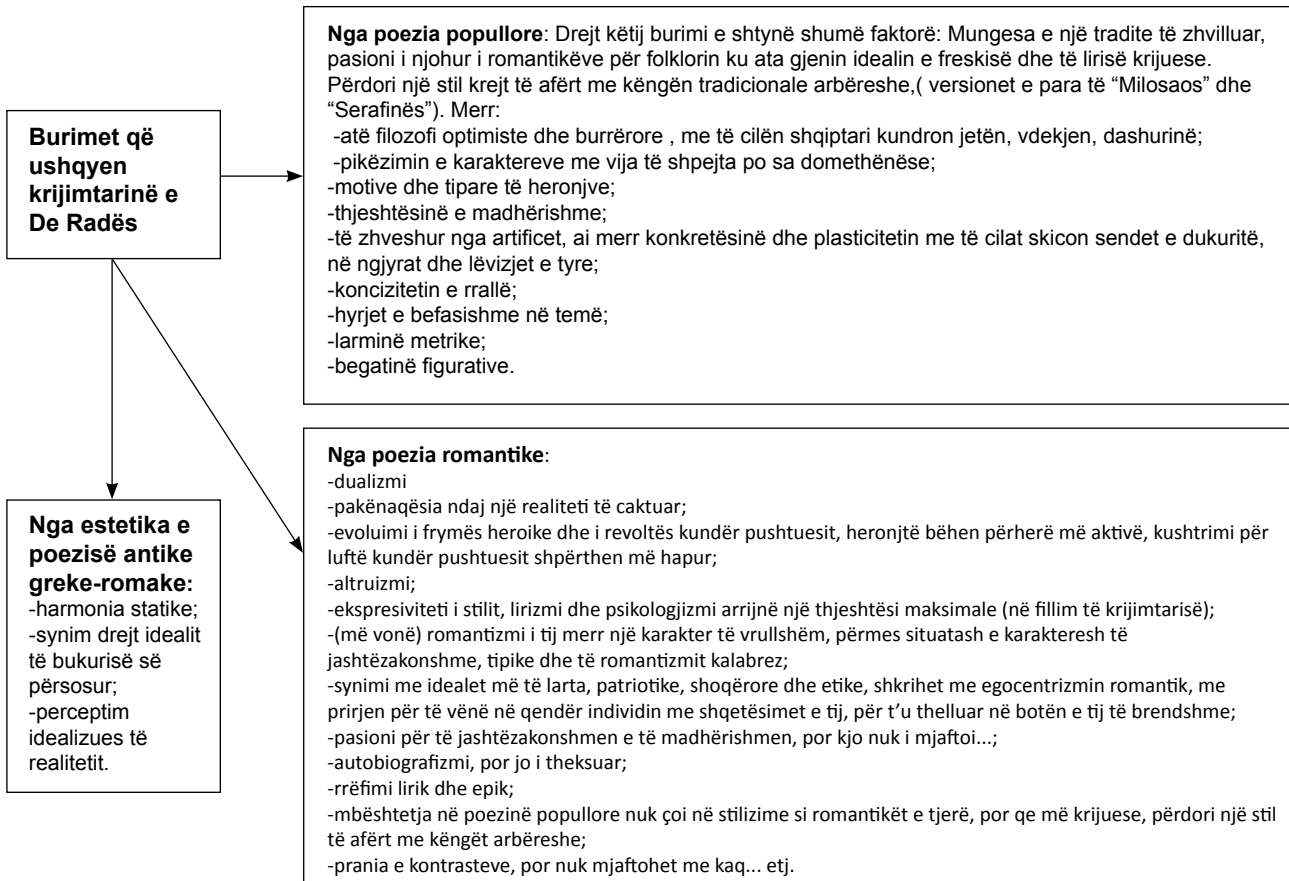 Burimet që
ushqyen
krijimtarinë e
De Radës
Nga poezia popullore: Drejt këtij burimi e shtynë shumë faktorë: Mungesa e një tradite të zhvilluar,
pasioni i njohur i romantikëve për folklorin ku ata gjenin idealin e freskisë dhe të lirisë krijuese.
Përdori një stil krejt të afërt me këngën tradicionale arbëreshe,( versionet e para të “Milosaos” dhe
“Serafinës”). Merr:
-atë filozofi optimiste dhe burrërore , me të cilën shqiptari kundron jetën, vdekjen, dashurinë;
-pikëzimin e karaktereve me vija të shpejta po sa domethënëse;
-motive dhe tipare të heronjve;
-thjeshtësinë e madhërishme;
-të zhveshur nga artificet, ai merr konkretësinë dhe plasticitetin me të cilat skicon sendet e dukuritë,
në ngjyrat dhe lëvizjet e tyre;
-koncizitetin e rrallë;
-hyrjet e befasishme në temë;
-larminë metrike;
-begatinë figurative.
Nga estetika e
poezisë antike
greke-romake:
-harmonia statike;
-synim drejt idealit
të bukurisë së
përsosur;
-perceptim
idealizues të
realitetit.
Nga poezia romantike:
-dualizmi
-pakënaqësia ndaj një realiteti të caktuar;
-evoluimi i frymës heroike dhe i revoltës kundër pushtuesit, heronjtë bëhen përherë më aktivë, kushtrimi për
luftë kundër pushtuesit shpërthen më hapur;
-altruizmi;
-ekspresiviteti i stilit, lirizmi dhe psikologjizmi arrijnë një thjeshtësi maksimale (në fillim të krijimtarisë);
-(më vonë) romantizmi i tij merr një karakter të vrullshëm, përmes situatash e karakteresh të
jashtëzakonshme, tipike dhe të romantizmit kalabrez;
-synimi me idealet më të larta, patriotike, shoqërore dhe etike, shkrihet me egocentrizmin romantik, me
prirjen për të vënë në qendër individin me shqetësimet e tij, për t’u thelluar në botën e tij të brendshme;
-pasioni për të jashtëzakonshmen e të madhërishmen, por kjo nuk i mjaftoi...;
-autobiografizmi, por jo i theksuar;
-rrëfimi lirik dhe epik;
-mbështetja në poezinë popullore nuk çoi në stilizime si romantikët e tjerë, por qe më krijuese, përdori një stil
të afërt me këngët arbëreshe;
-prania e kontrasteve, por nuk mjaftohet me kaq... etj.